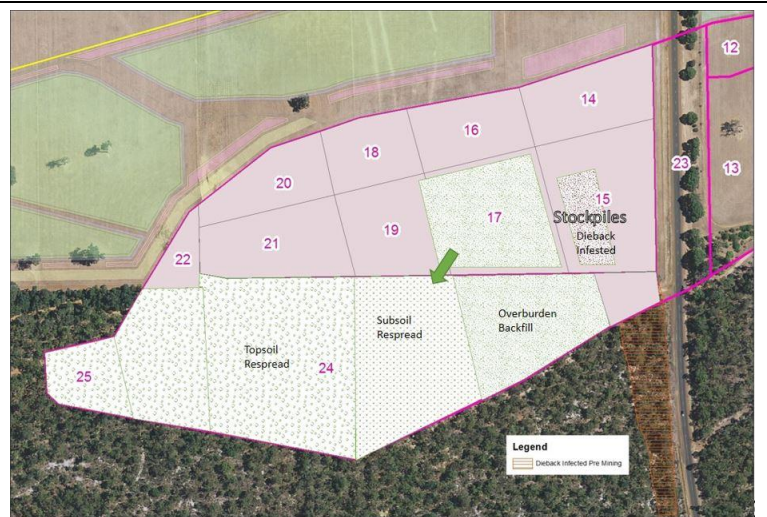 12
14
16
18
23
13
20
15
17
Stockpiles
Dieback
Infested
19
21
22
Subsoil
Respread
Overburden
Backfill
Topsoil
Respread
24
25
Legend
Dieback Infected Pre Mining